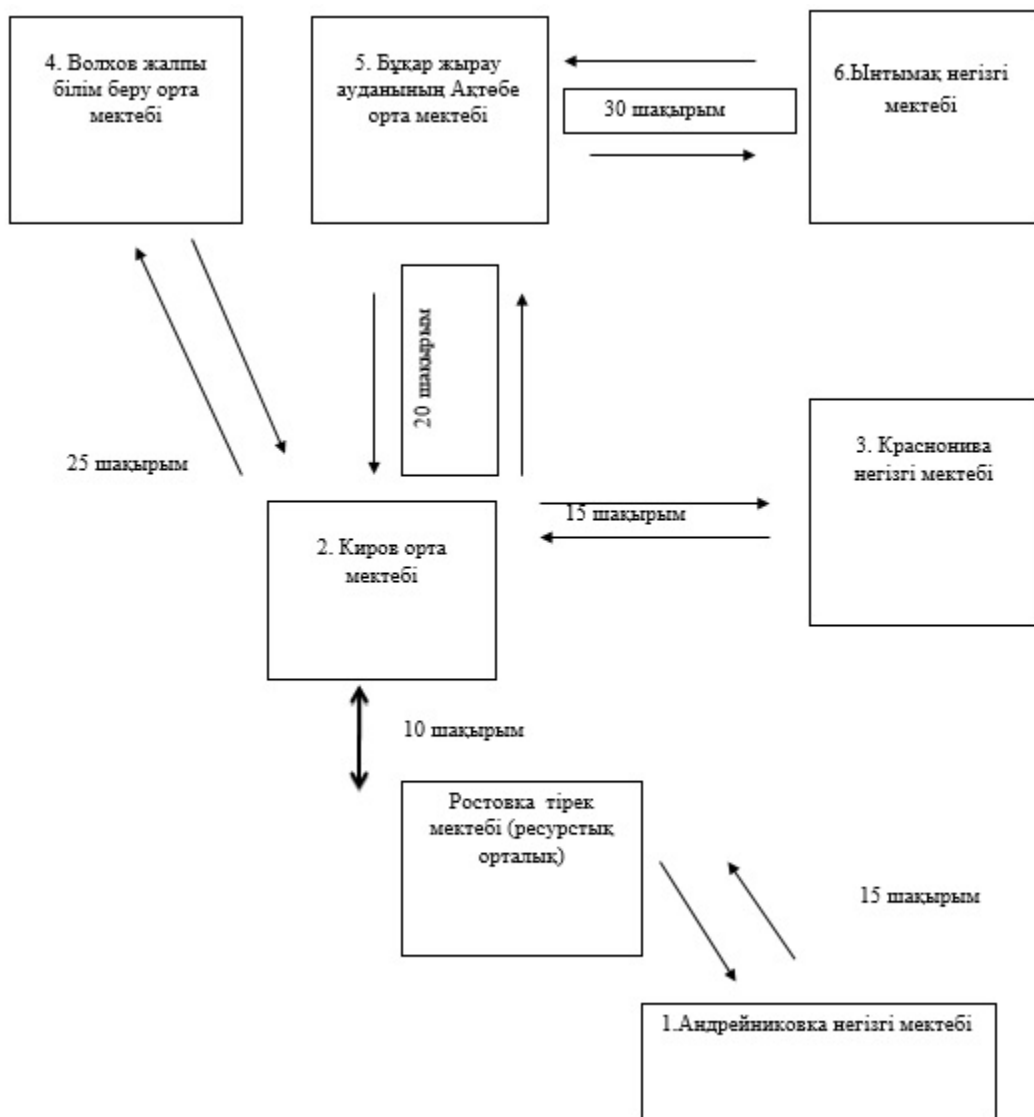 4. Волхов жалпы
білім беру орта
мектебі
5. Бұқар жырау
ауданының Ақтөбе
орта мектебі
30 шақырым
6.Ынтымақ негізгі
мектебі
20 шақырым
25 шақырым
3. Краснонива
негізгі мектебі
15 шақырым
2. Киров орта
мектебі
10 шақырым
Ростовка тірек
мектебі (ресурстық
орталық)
15 шақырым
1.Андрейниковка негізгі мектебі